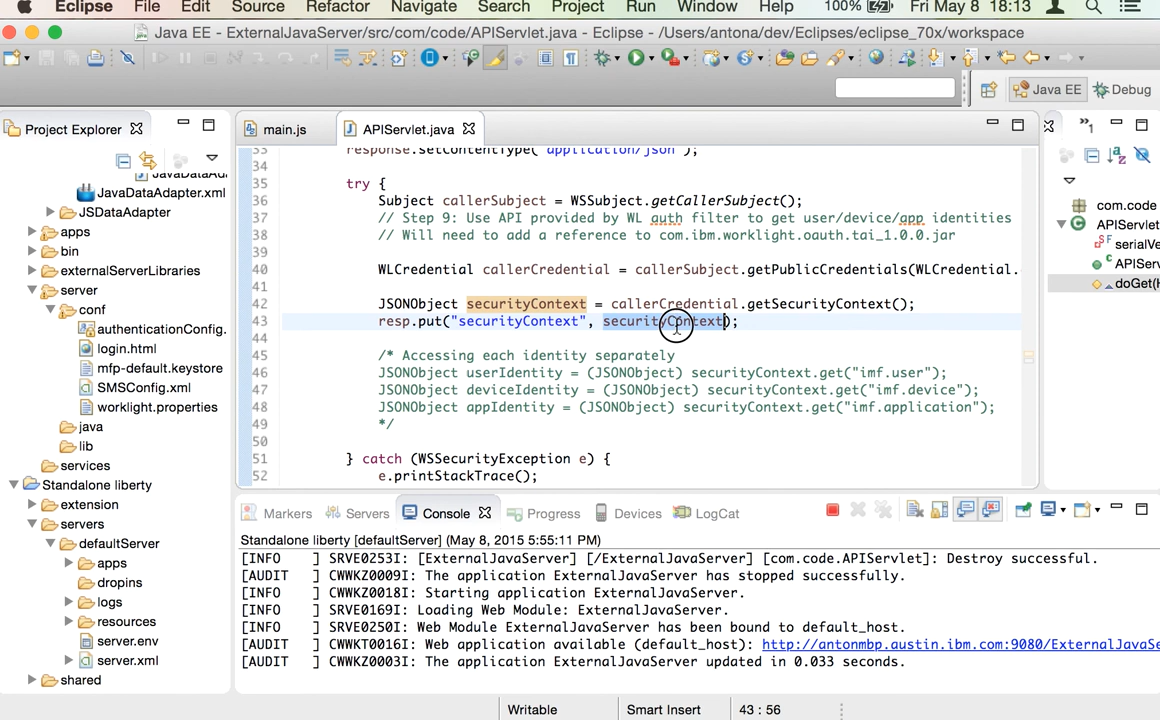 Eclipse File Edit Source Refactor Navigate Search Project Run Window Help 100% Fri May 8 18:13
Java EE - ExternalJavaServer/src/com/code/APIServlet.java - Eclipse - /Users/antona/dev/Eclipses/eclipse_70x/workspace
Java EE Debug
Project Explorer
JavaDataAdapter.xml
JSDataAdapter
apps
bin
externalServerLibraries
server
conf
authenticationConfig.
login.html
mfp-default.keystore
SMSConfig.xml
worklight.properties
java
lib
services
Standalone liberty
extension
servers
defaultServer
apps
dropins
logs
resources
server.env
server.xml
shared
main.js APIServlet.java
33 response.setContentType("application/json");
34
35 try {
36 Subject callerSubject = WSSubject.getCallerSubject();
37 // Step 9: Use API provided by WL auth filter to get user/device/app identities
38 // Will need to add a reference to com.ibm.worklight.oauth.tai_1.0.0.jar
39
40 WLCredential callerCredential = callerSubject.getPublicCredentials(WLCredential.
41
42 JSONObject securityContext = callerCredential.getSecurityContext();
43 resp.put("securityContext", securityContext);
44
45 /* Accessing each identity separately
46 JSONObject userIdentity = (JSONObject) securityContext.get("imf.user");
47 JSONObject deviceIdentity = (JSONObject) securityContext.get("imf.device");
48 JSONObject appIdentity = (JSONObject) securityContext.get("imf.application");
49 */
50
51 } catch (WSSecurityException e) {
52 e.printStackTrace();
»1
com.code
APIServlet
serialVe
APIServ
doGet(H
Markers Servers Console Progress Devices LogCat
Standalone liberty [defaultServer] (May 8, 2015 5:55:11 PM)
[INFO ] SRVE0253I: [ExternalJavaServer] [/ExternalJavaServer] [com.code.APIServlet]: Destroy successful.
[AUDIT ] CWWKZ0009I: The application ExternalJavaServer has stopped successfully.
[INFO ] CWWKZ0018I: Starting application ExternalJavaServer.
[INFO ] SRVE0169I: Loading Web Module: ExternalJavaServer.
[INFO ] SRVE0250I: Web Module ExternalJavaServer has been bound to default_host.
[AUDIT ] CWWKT0016I: Web application available (default_host): http://antonmbp.austin.ibm.com:9080/ExternalJavaSe
[AUDIT ] CWWKZ0003I: The application ExternalJavaServer updated in 0.033 seconds.
Writable Smart Insert 43 : 56